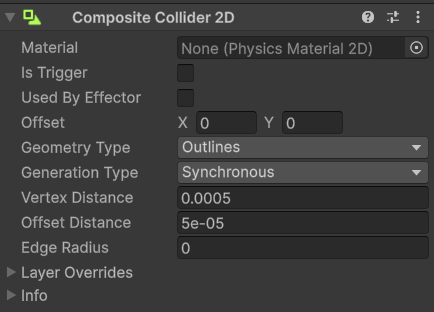 Composite Collider 2D
Material None (Physics Material 2D)
Is Trigger
Used By Effector
Offset X 0 Y 0
Geometry Type Outlines
Generation Type Synchronous
Vertex Distance 0.0005
Offset Distance 5e-05
Edge Radius 0
Layer Overrides
Info